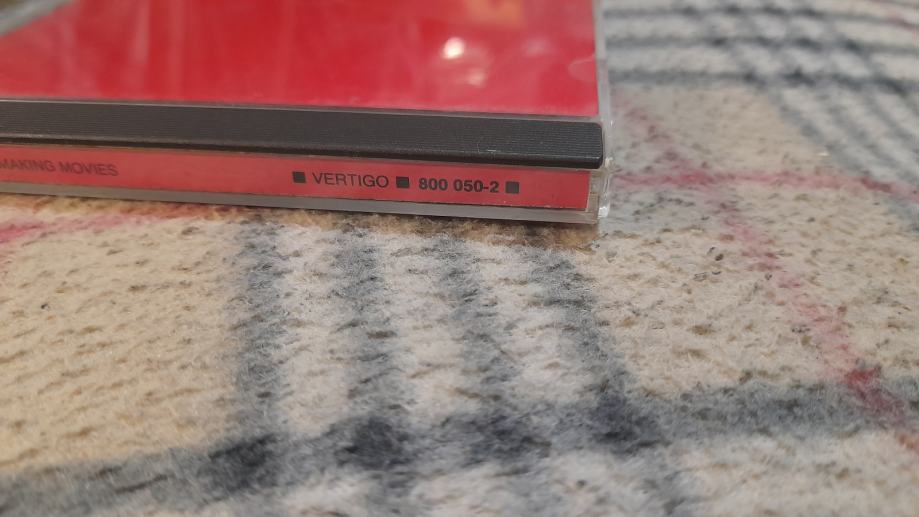 MAKING MOVIES ■ VERTIGO ■ 800 050-2 ■